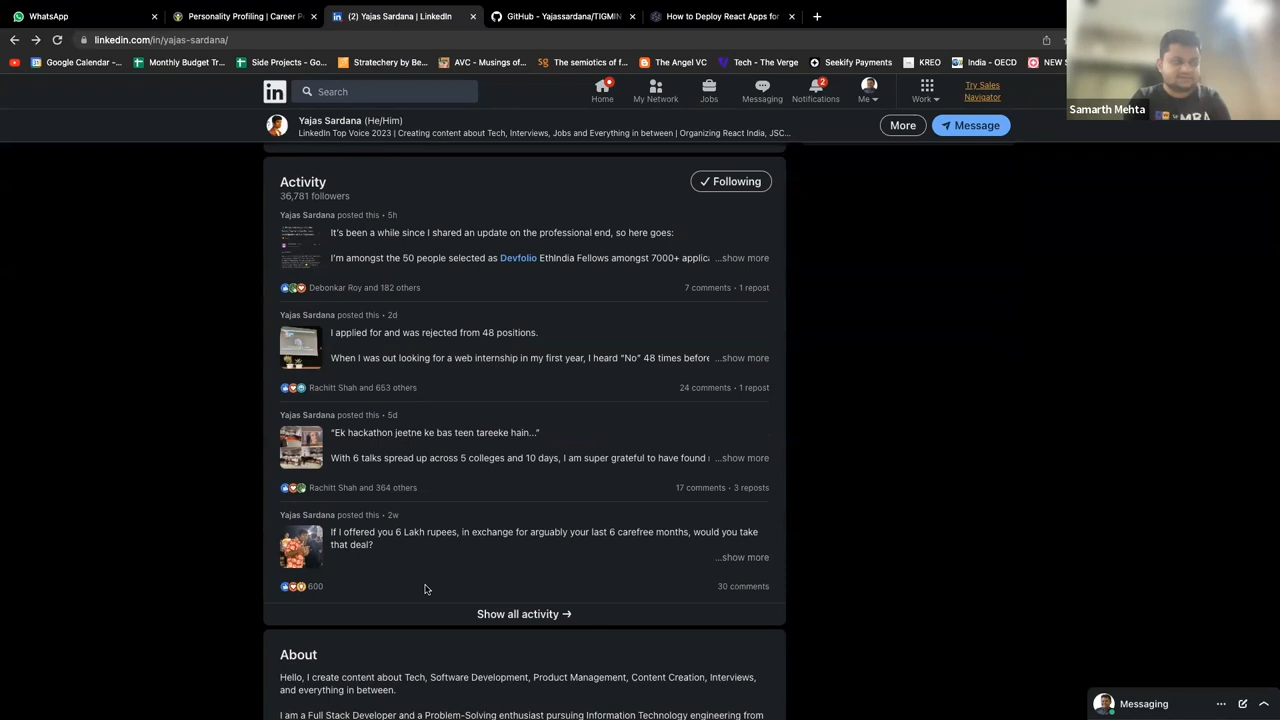 WhatsApp
Personality Profiling | Career P
(2) Yajas Sardana | LinkedIn
GitHub - Yajassardana/TIGMIN
How to Deploy React Apps for
linkedin.com/in/yajas-sardana/
Google Calendar -...
Monthly Budget Tr...
Side Projects - Go...
Stratechery by Be...
AVC - Musings of...
The semiotics of f...
The Angel VC
Tech - The Verge
Seekify Payments
KREO
India - OECD
NEW S
Samarth Mehta
in
Search
Home
My Network
Jobs
Messaging
2
Notifications
Me
Work
Try Sales
Navigator
Yajas Sardana (He/Him)
LinkedIn Top Voice 2023 | Creating content about Tech, Interviews, Jobs and Everything in between | Organizing React India, JSC...
More
Message
Activity
36,781 followers
Following
Yajas Sardana posted this • 5h
It's been a while since I shared an update on the professional end, so here goes:
I'm amongst the 50 people selected as Devfolio EthIndia Fellows amongst 7000+ applica ...show more
Debonkar Roy and 182 others
7 comments • 1 repost
Yajas Sardana posted this • 2d
I applied for and was rejected from 48 positions.
When I was out looking for a web internship in my first year, I heard "No" 48 times before ...show more
Rachitt Shah and 653 others
24 comments • 1 repost
Yajas Sardana posted this • 5d
"Ek hackathon jeetne ke bas teen tareeke hain..."
With 6 talks spread up across 5 colleges and 10 days, I am super grateful to have found ...show more
Rachitt Shah and 364 others
17 comments • 3 reposts
Yajas Sardana posted this • 2w
If I offered you 6 Lakh rupees, in exchange for arguably your last 6 carefree months, would you take
that deal?
...show more
600
30 comments
Show all activity →
About
Hello, I create content about Tech, Software Development, Product Management, Content Creation, Interviews,
and everything in between.
I am a Full Stack Developer and a Problem-Solving enthusiast pursuing Information Technology engineering from
Messaging